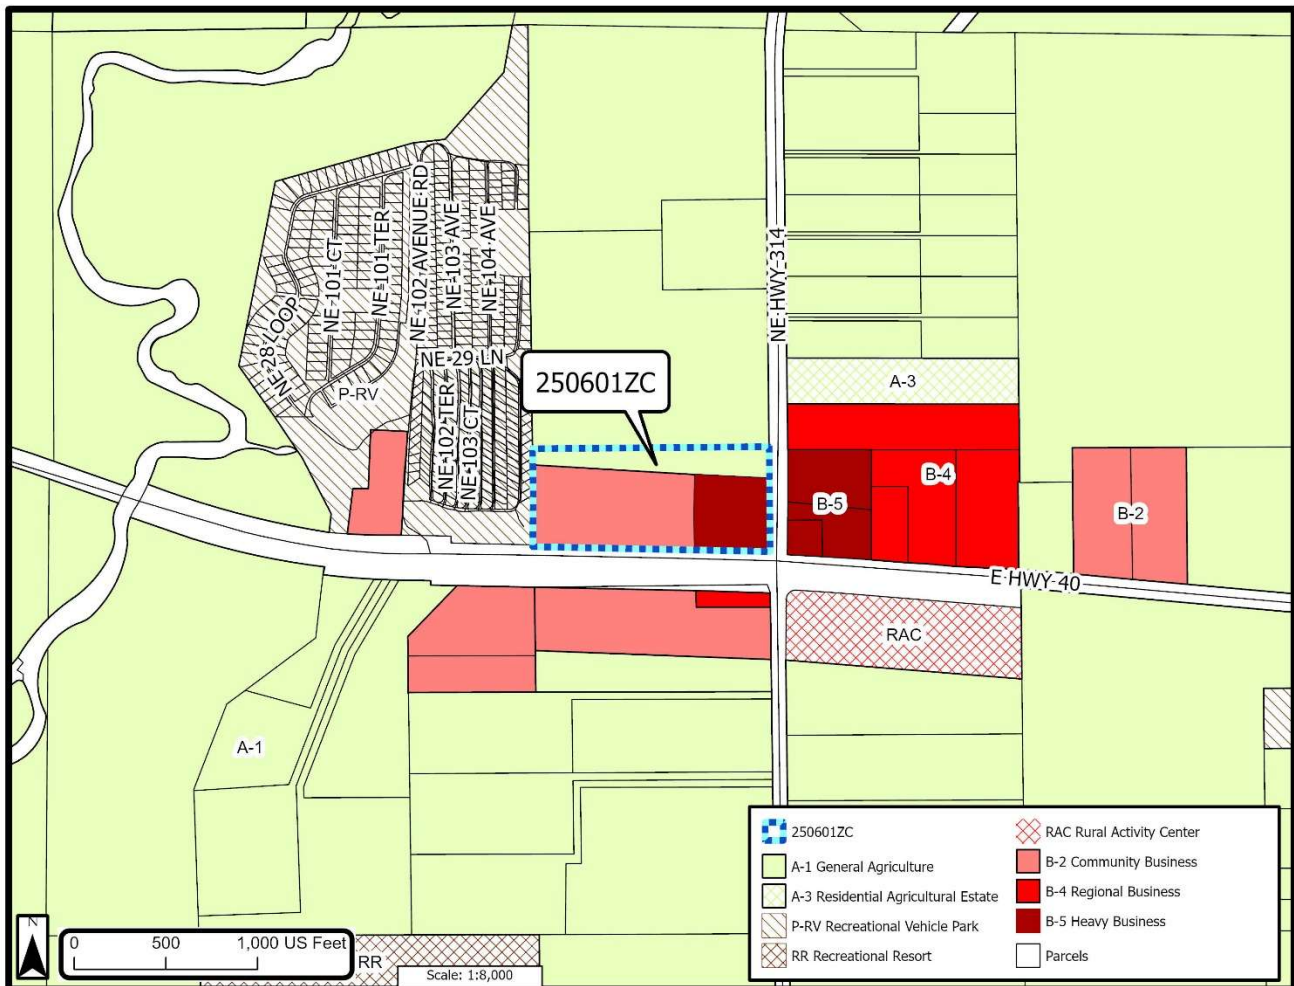 NE 28 LOOP
NE 101 CT
NE 101 TER
NE 102 AVENUE RD
NE 103 AVE
NE 104 AVE
NE HWY 314
NE 29 LN
P-RV
NE 102 TER
NE 103 CT
250601ZC
A-3
B-4
B-5
B-2
E HWY 40
RAC
A-1
RR
N
0 500 1,000 US Feet
Scale: 1:8,000
250601ZC
A-1 General Agriculture
A-3 Residential Agricultural Estate
P-RV Recreational Vehicle Park
RR Recreational Resort
RAC Rural Activity Center
B-2 Community Business
B-4 Regional Business
B-5 Heavy Business
Parcels